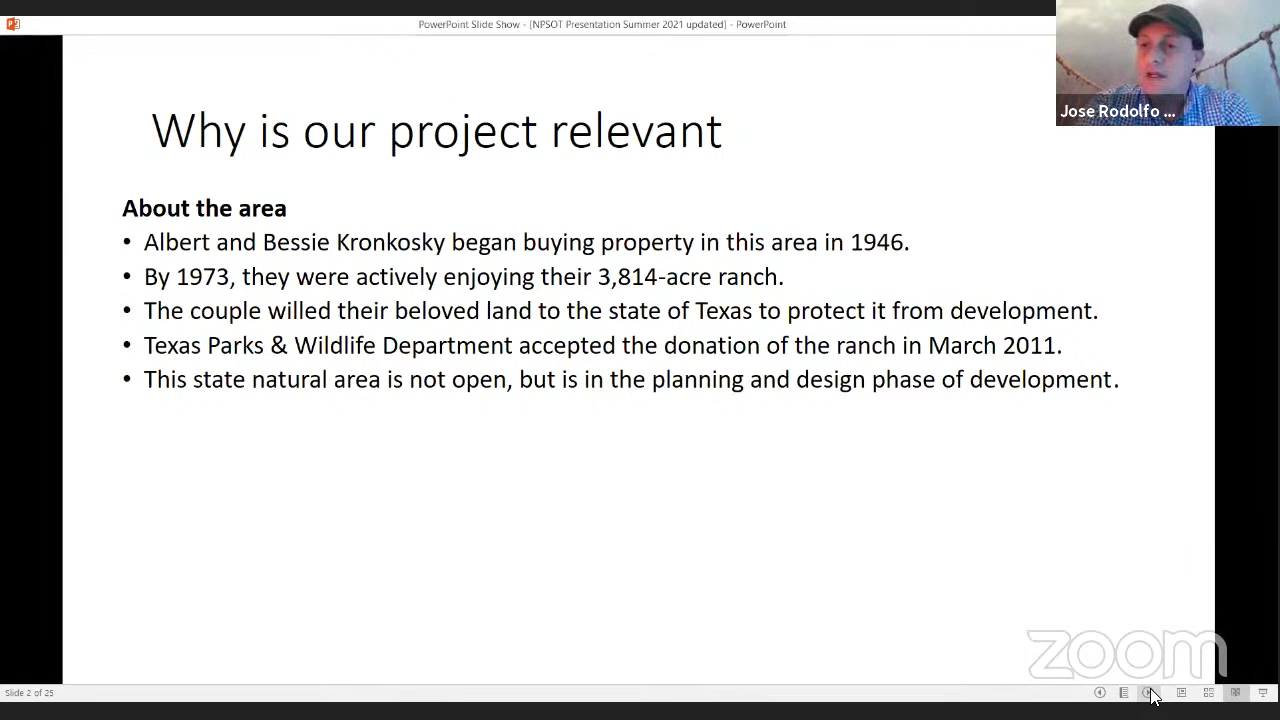 PowerPoint Slide Show - [NPSOT Presentation Summer 2021 updated] - PowerPoint
Jose Rodolfo ...
Why is our project relevant
About the area
• Albert and Bessie Kronkosky began buying property in this area in 1946.
• By 1973, they were actively enjoying their 3,814-acre ranch.
• The couple willed their beloved land to the state of Texas to protect it from development.
• Texas Parks & Wildlife Department accepted the donation of the ranch in March 2011.
• This state natural area is not open, but is in the planning and design phase of development.
zoom
Slide 2 of 25